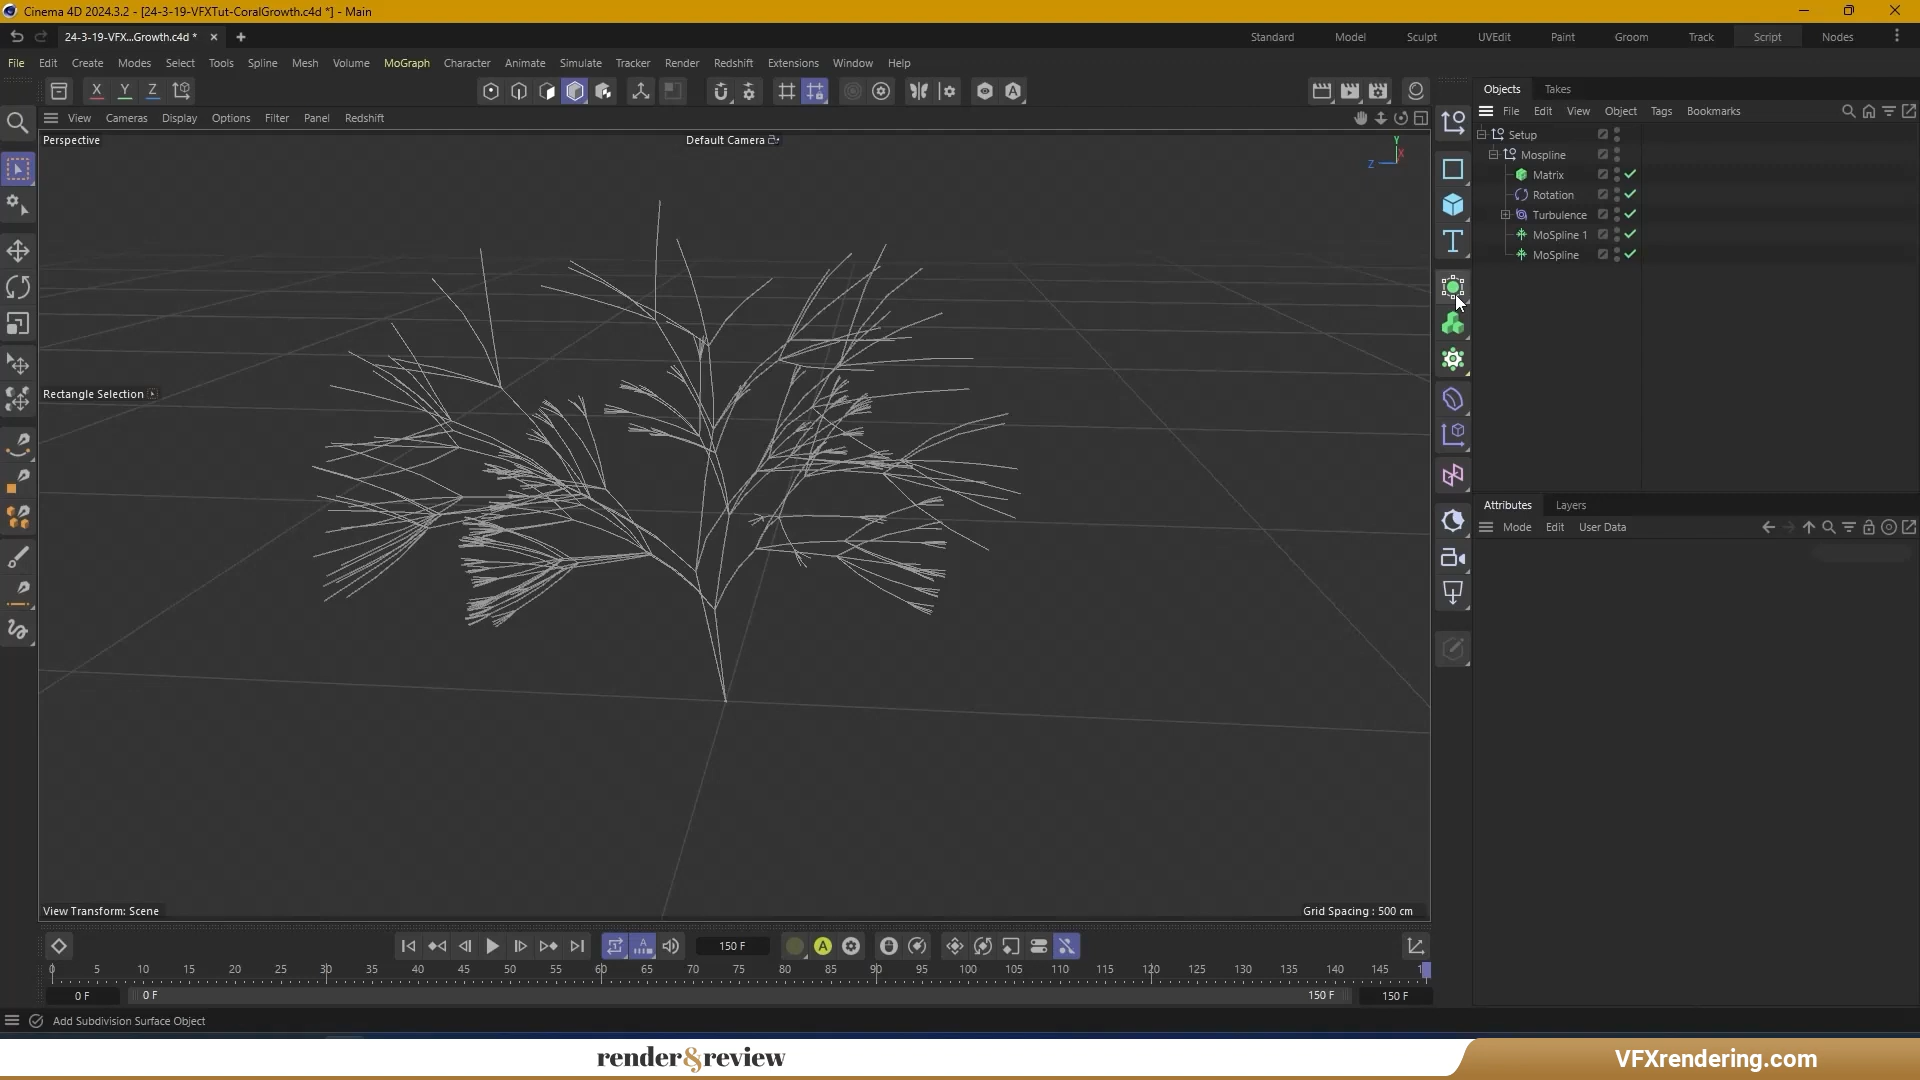 Cinema 4D 2024.3.2 - [24-3-19-VFXTut-CoralGrowth.c4d *] - Main
24-3-19-VFX...Growth.c4d *
Standard Model Sculpt UVEdit Paint Groom Track Script Nodes
File Edit Create Modes Select Tools Spline Mesh Volume MoGraph Character Animate Simulate Tracker Render Redshift Extensions Window Help
X Y Z
Objects Takes
File Edit View Object Tags Bookmarks
View Cameras Display Options Filter Panel Redshift
Perspective
Default Camera
Y
X
Z
Setup
Mospline
Matrix
Rotation
Turbulence
MoSpline 1
MoSpline
Rectangle Selection
Attributes Layers
Mode Edit User Data
View Transform: Scene
Grid Spacing : 500 cm
150 F
0 5 10 15 20 25 30 35 40 45 50 55 60 65 70 75 80 85 90 95 100 105 110 115 120 125 130 135 140 145
0 F 0 F 150 F 150 F
Add Subdivision Surface Object
render&review
VFXrendering.com